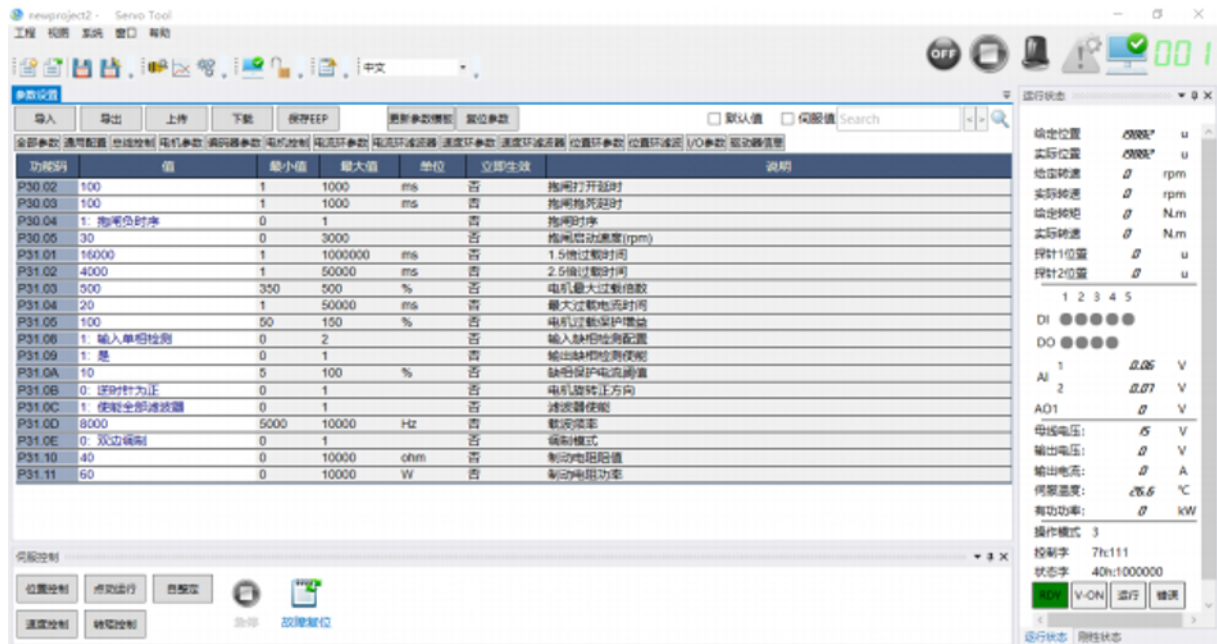 newproject2 - Servo Tool
工程 视图 系统 窗口 帮助
中文
OFF
001
参数设置
导入 导出 上传 下载 保存EEP 更新参数模板 复位参数 默认值 伺服值 Search
全部参数 通用配置 总线控制 电机参数 编码器参数 电机控制 电流环参数 电流环滤波器 速度环参数 速度环滤波器 位置环参数 位置环滤波 I/O参数 驱动器信息
功能码 值 最小值 最大值 单位 立即生效 说明
P30.02 100 1 1000 ms 否 抱闸打开延时
P30.03 100 1 1000 ms 否 抱闸抱死延时
P30.04 1: 抱闸负时序 0 1 否 抱闸时序
P30.05 30 0 3000 否 抱闸启动速度(rpm)
P31.01 16000 1 1000000 ms 否 1.5倍过载时间
P31.02 4000 1 50000 ms 否 2.5倍过载时间
P31.03 500 350 500 % 否 电机最大过载倍数
P31.04 20 1 50000 ms 否 最大过载电流时间
P31.05 100 50 150 % 否 电机过载保护增益
P31.08 1: 输入单相检测 0 2 否 输入缺相检测配置
P31.09 1: 是 0 1 否 输出缺相检测使能
P31.0A 10 5 100 % 否 缺相保护电流阈值
P31.0B 0: 逆时针为正 0 1 否 电机旋转正方向
P31.0C 1: 使能全部滤波器 0 1 否 滤波器使能
P31.0D 8000 5000 10000 Hz 否 载波频率
P31.0E 0: 双边调制 0 1 否 调制模式
P31.10 40 0 10000 ohm 否 制动电阻阻值
P31.11 60 0 10000 W 否 制动电阻功率
伺服控制
位置控制 点动运行 自整定
速度控制 转矩控制 急停 故障复位
运行状态
给定位置 u
实际位置 u
给定转速 0 rpm
实际转速 0 rpm
给定转矩 0 N.m
实际转速 0 N.m
探针1位置 0 u
探针2位置 0 u
1 2 3 4 5
DI
DO
AI
1 0.06 V
2 0.07 V
AO1 0 V
母线电压: 15 V
输出电压: 0 V
输出电流: 0 A
伺服温度: 26.6 ℃
有功功率: 0 kW
操作模式 3
控制字 7h:111
状态字 40h:1000000
RDY V-ON 运行 错误
运行状态 刚性状态